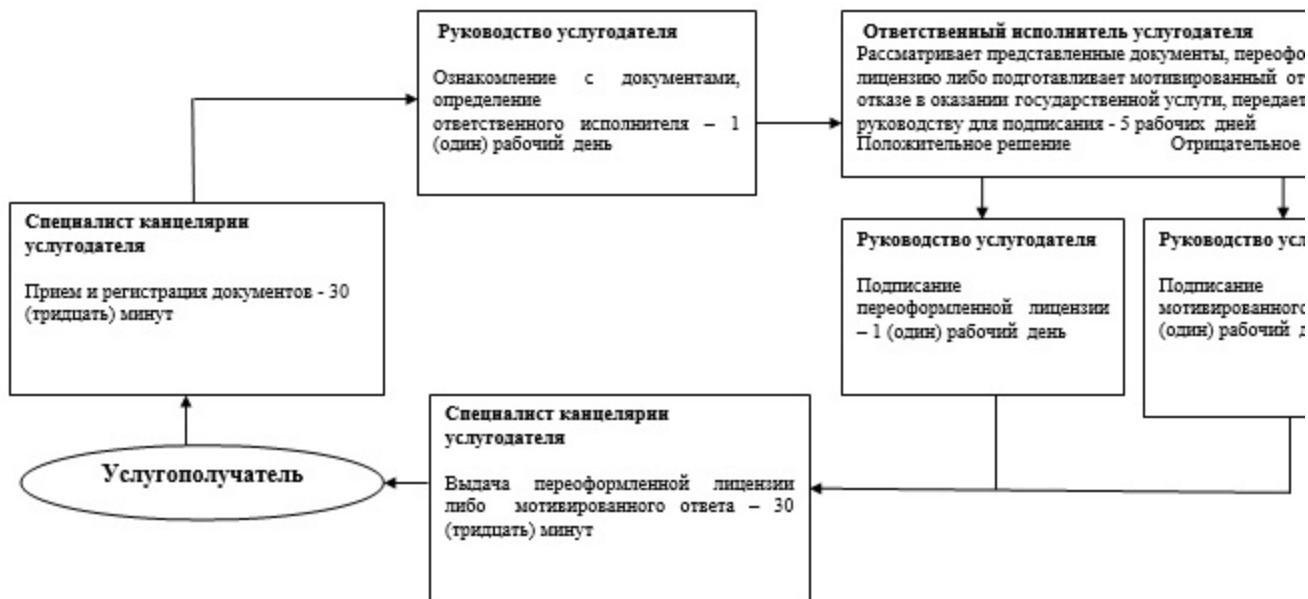 Руководство услугодателя
Ознакомление с документами,
определение
ответственного исполнителя – 1
(один) рабочий день
Ответственный исполнитель услугодателя
Рассматривает представленные документы,
лицензию либо подготавливает мотивированный
отказе в оказании государственной услуги, передает
руководству для подписания - 5 рабочих дней
Положительное решение Отрицательное
Специалист канцелярии
услугодателя
Прием и регистрация документов - 30
(тридцать) минут
Руководство услугодателя
Подписание
переоформленной лицензии
– 1 (один) рабочий день
Руководство
Подписание
мотивированного
(один) рабочий
Специалист канцелярии
услугодателя
Выдача переоформленной лицензии
либо мотивированного ответа – 30
(тридцать) минут
Услугополучатель